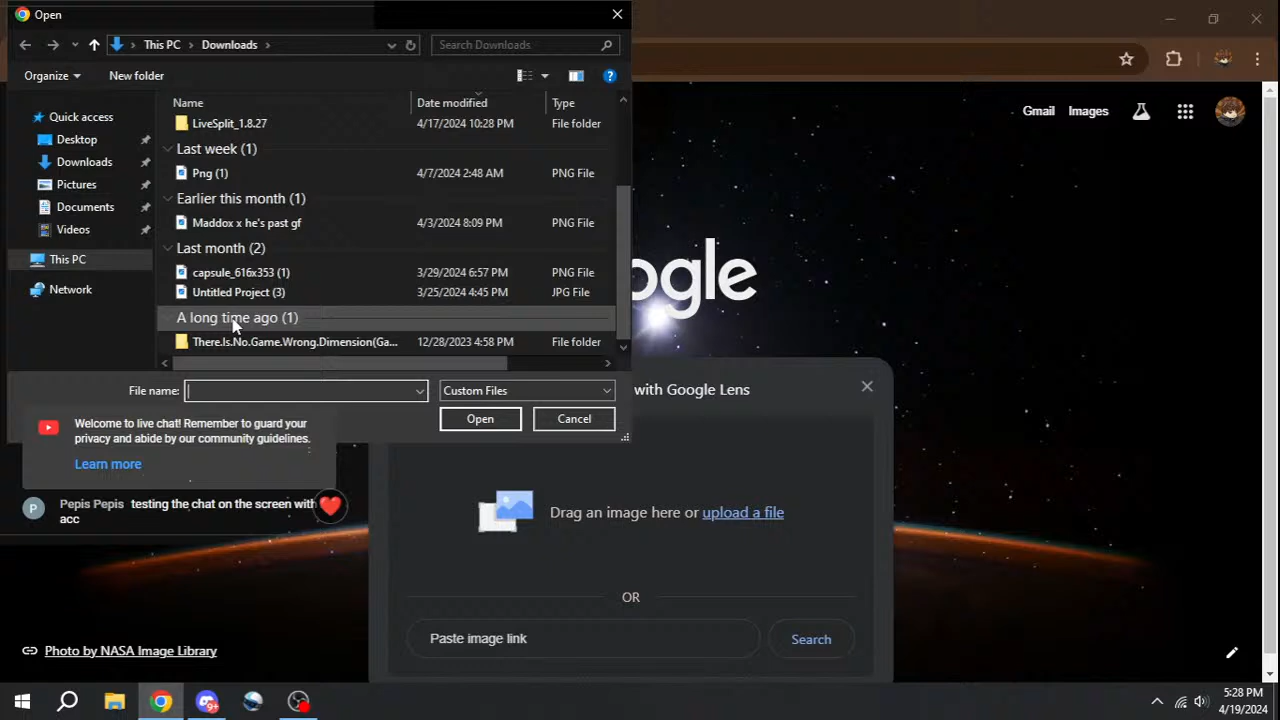 Open
This PC
Downloads
Search Downloads
Organize
New folder
Name
Date modified
Type
Quick access
Desktop
Downloads
Pictures
Documents
Videos
This PC
Network
LiveSplit_1.8.27
4/17/2024 10:28 PM
File folder
Last week (1)
Png (1)
4/7/2024 2:48 AM
PNG File
Earlier this month (1)
Maddox x he's past gf
4/3/2024 8:09 PM
PNG File
Last month (2)
capsule_616x353 (1)
3/29/2024 6:57 PM
PNG File
Untitled Project (3)
3/25/2024 4:45 PM
JPG File
A long time ago (1)
There.Is.No.Game.Wrong.Dimension(Ga...
12/28/2023 4:58 PM
File folder
File name:
Custom Files
Open
Cancel
Gmail
Images
oogle
with Google Lens
Drag an image here or upload a file
OR
Paste image link
Search
Welcome to live chat! Remember to guard your
privacy and abide by our community guidelines.
Learn more
P
Pepis Pepis testing the chat on the screen with
acc
Photo by NASA Image Library
5:28 PM
4/19/2024